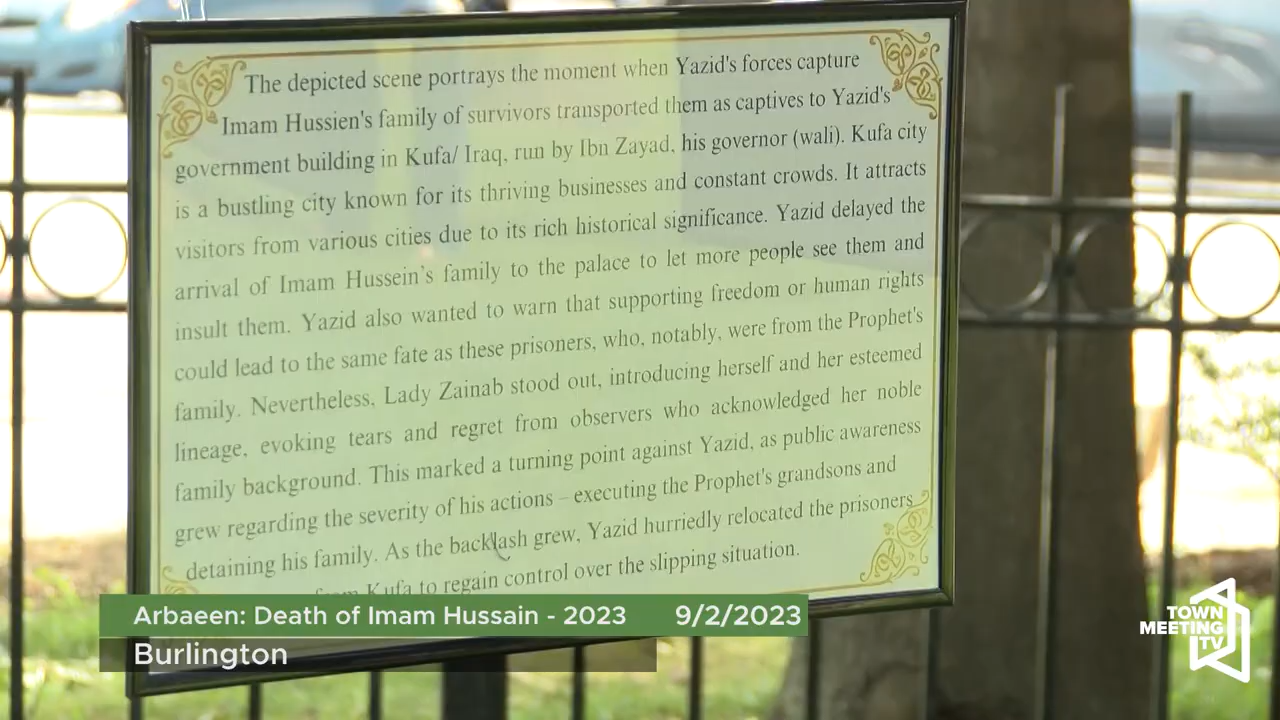 The depicted scene portrays the moment when Yazid's forces capture
Imam Hussien's family of survivors transported them as captives to Yazid's
government building in Kufa/ Iraq, run by Ibn Zayad, his governor (wali). Kufa city
is a bustling city known for its thriving businesses and constant crowds. It attracts
visitors from various cities due to its rich historical significance. Yazid delayed the
arrival of Imam Hussein's family to the palace to let more people see them and
insult them. Yazid also wanted to warn that supporting freedom or human rights
could lead to the same fate as these prisoners, who, notably, were from the Prophet's
family. Nevertheless, Lady Zainab stood out, introducing herself and her esteemed
lineage, evoking tears and regret from observers who acknowledged her noble
family background. This marked a turning point against Yazid, as public awareness
grew regarding the severity of his actions – executing the Prophet's grandsons and
detaining his family. As the backlash grew, Yazid hurriedly relocated the prisoners
Kufa to regain control over the slipping situation.
Arbaeen: Death of Imam Hussain - 2023 9/2/2023
Burlington
TOWN
MEETING
TV